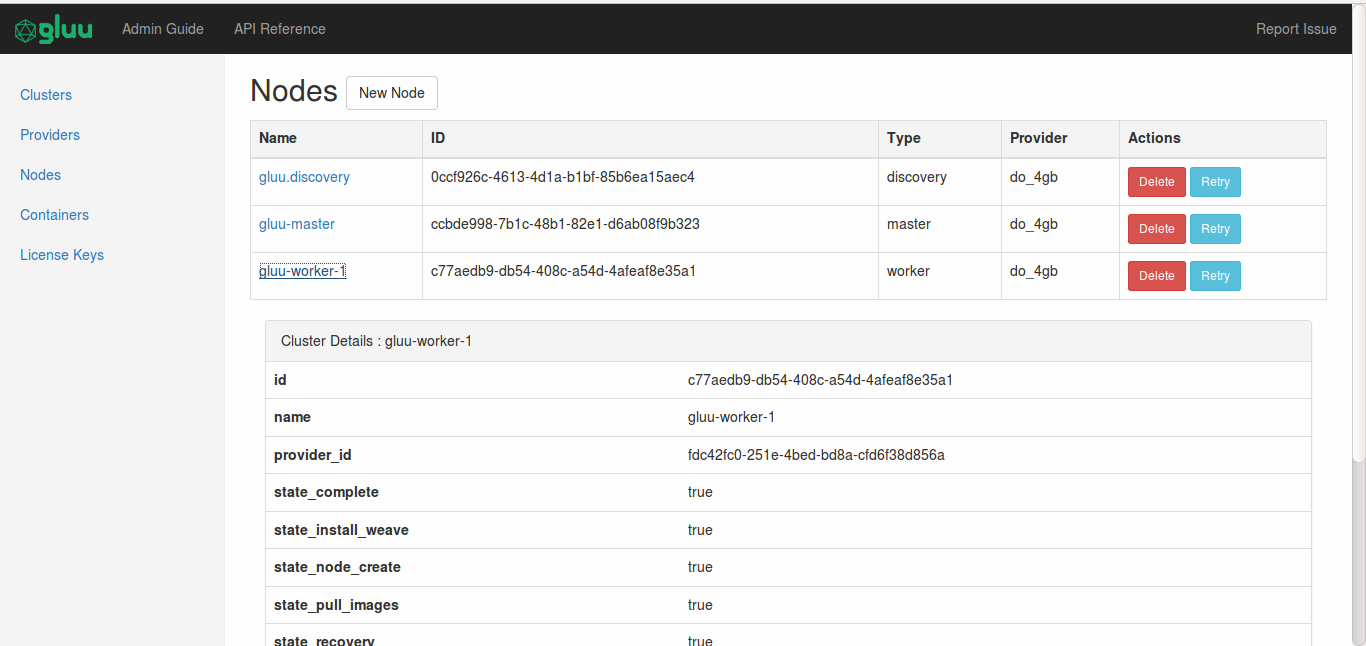 gluu Admin Guide API Reference Report Issue
Clusters
Providers
Nodes
Containers
License Keys
Nodes New Node
Name ID Type Provider Actions
gluu.discovery 0ccf926c-4613-4d1a-b1bf-85b6ea15aec4 discovery do_4gb Delete Retry
gluu-master ccbde998-7b1c-48b1-82e1-d6ab08f9b323 master do_4gb Delete Retry
gluu-worker-1 c77aedb9-db54-408c-a54d-4afeaf8e35a1 worker do_4gb Delete Retry
Cluster Details : gluu-worker-1
id c77aedb9-db54-408c-a54d-4afeaf8e35a1
name gluu-worker-1
provider_id fdc42fc0-251e-4bed-bd8a-cfd6f38d856a
state_complete true
state_install_weave true
state_node_create true
state_pull_images true
state_recovery true